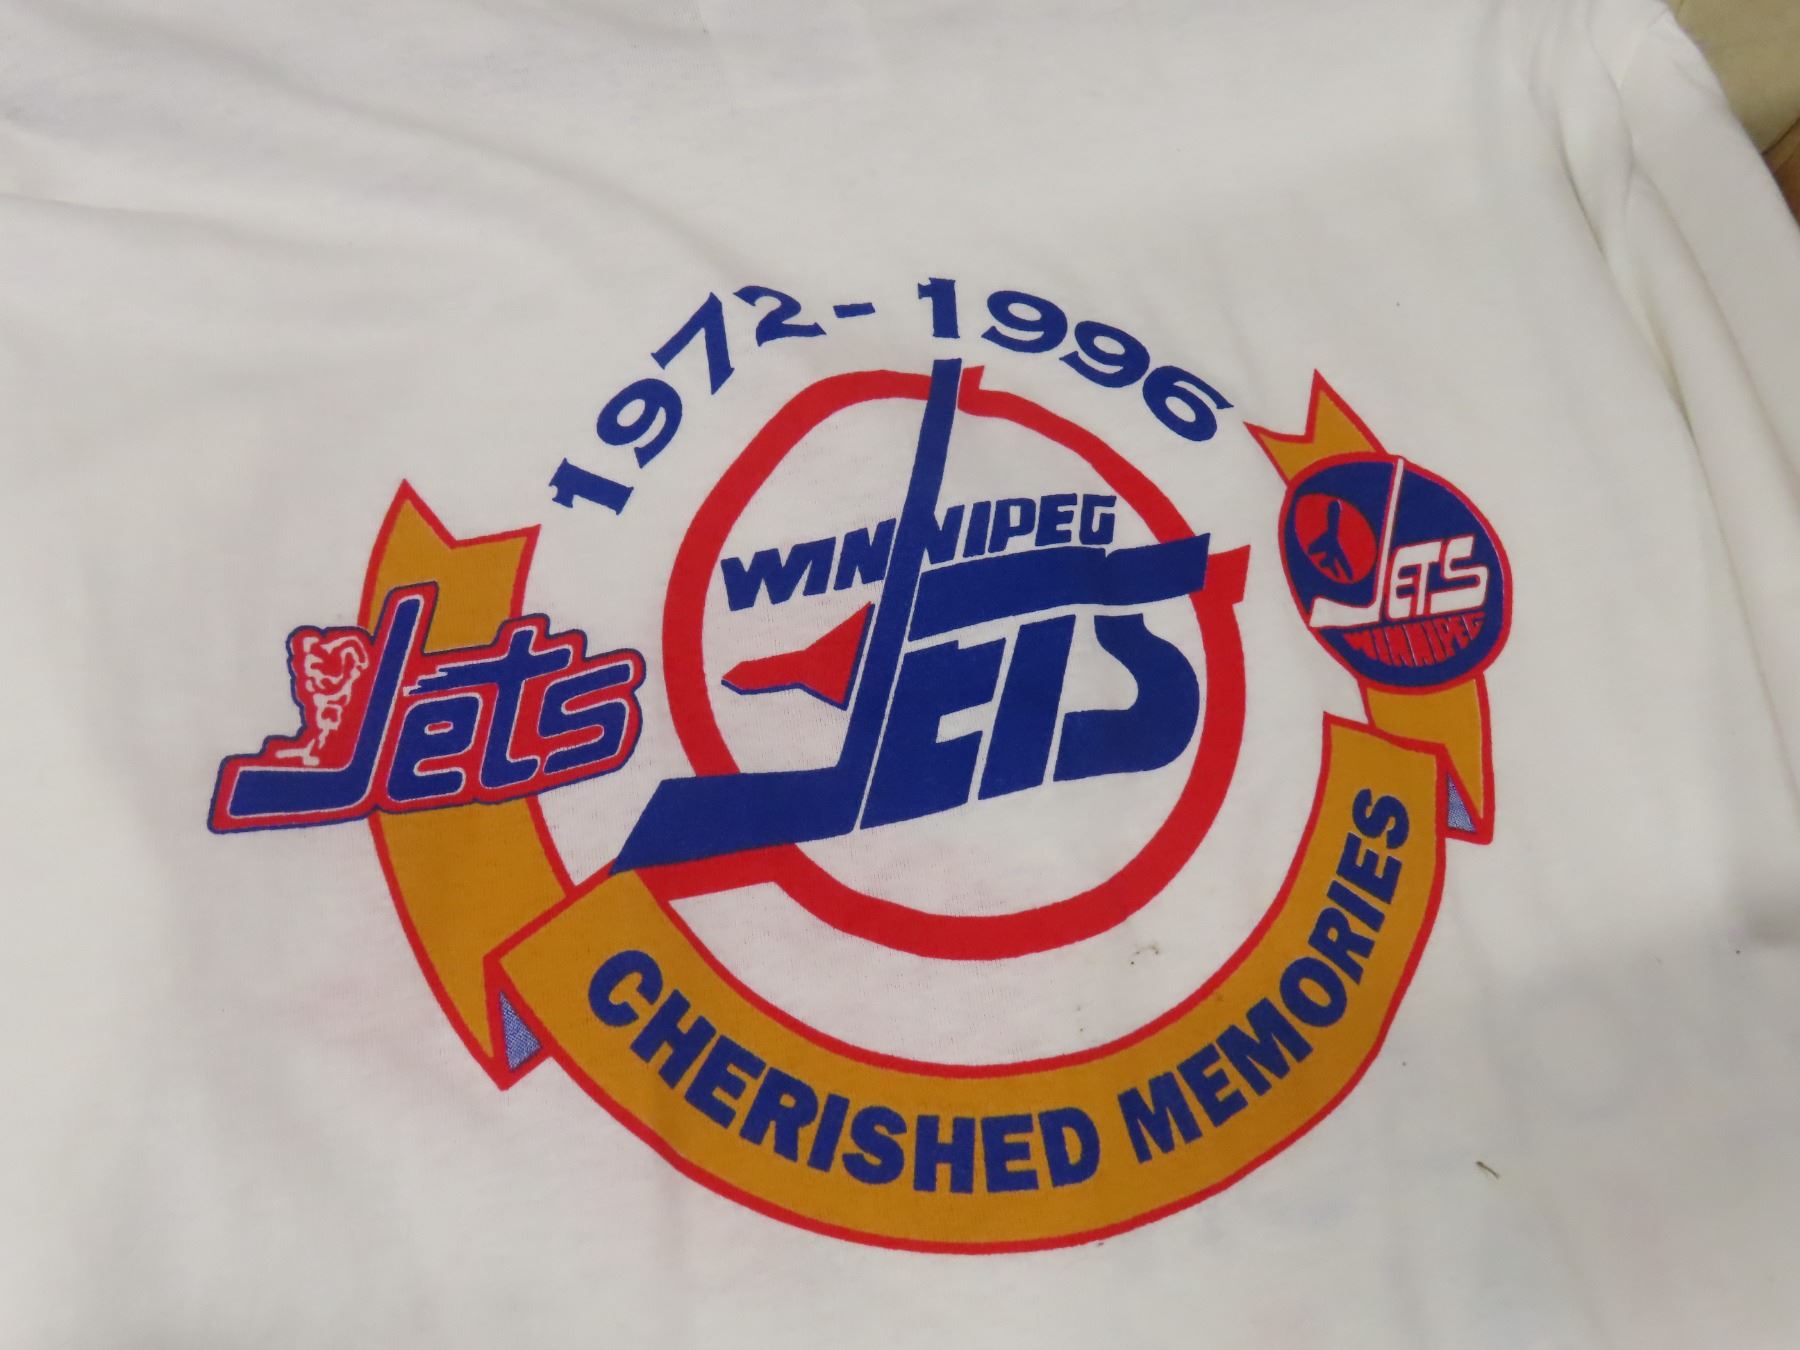 1972-1996
WINNIPEG
JETS
Jets
JETS
WINNIPEG
CHERISHED MEMORIES